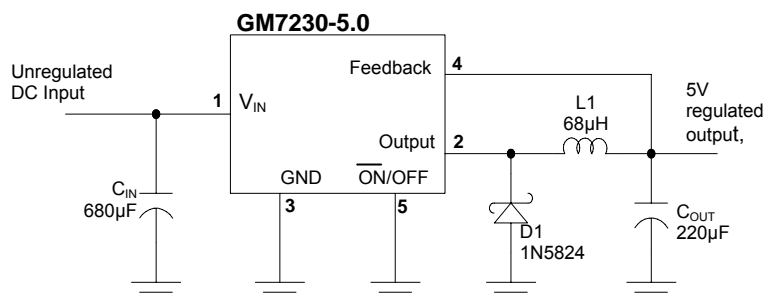 GM7230-5.0
Unregulated
DC Input
1
VIN
Feedback
4
Output
2
GND
3
ON/OFF
5
CIN
680µF
L1
68µH
5V
regulated
output,
D1
1N5824
COUT
220µF